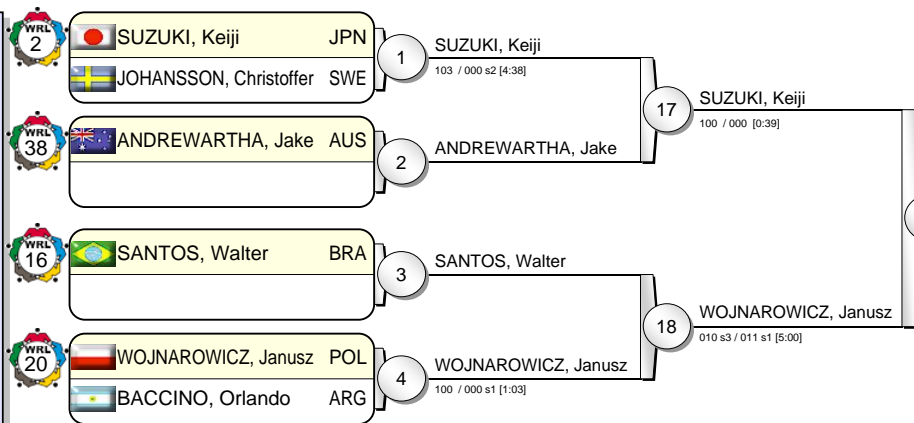 WRL
2
SUZUKI, Keiji JPN
JOHANSSON, Christoffer SWE
1
SUZUKI, Keiji
103 / 000 s2 [4:38]
WRL
38
ANDREWARTHA, Jake AUS
2
ANDREWARTHA, Jake
17
SUZUKI, Keiji
100 / 000 [0:39]
WRL
16
SANTOS, Walter BRA
3
SANTOS, Walter
WRL
20
WOJNAROWICZ, Janusz POL
BACCINO, Orlando ARG
4
WOJNAROWICZ, Janusz
100 / 000 s1 [1:03]
18
WOJNAROWICZ, Janusz
010 s3 / 011 s1 [5:00]